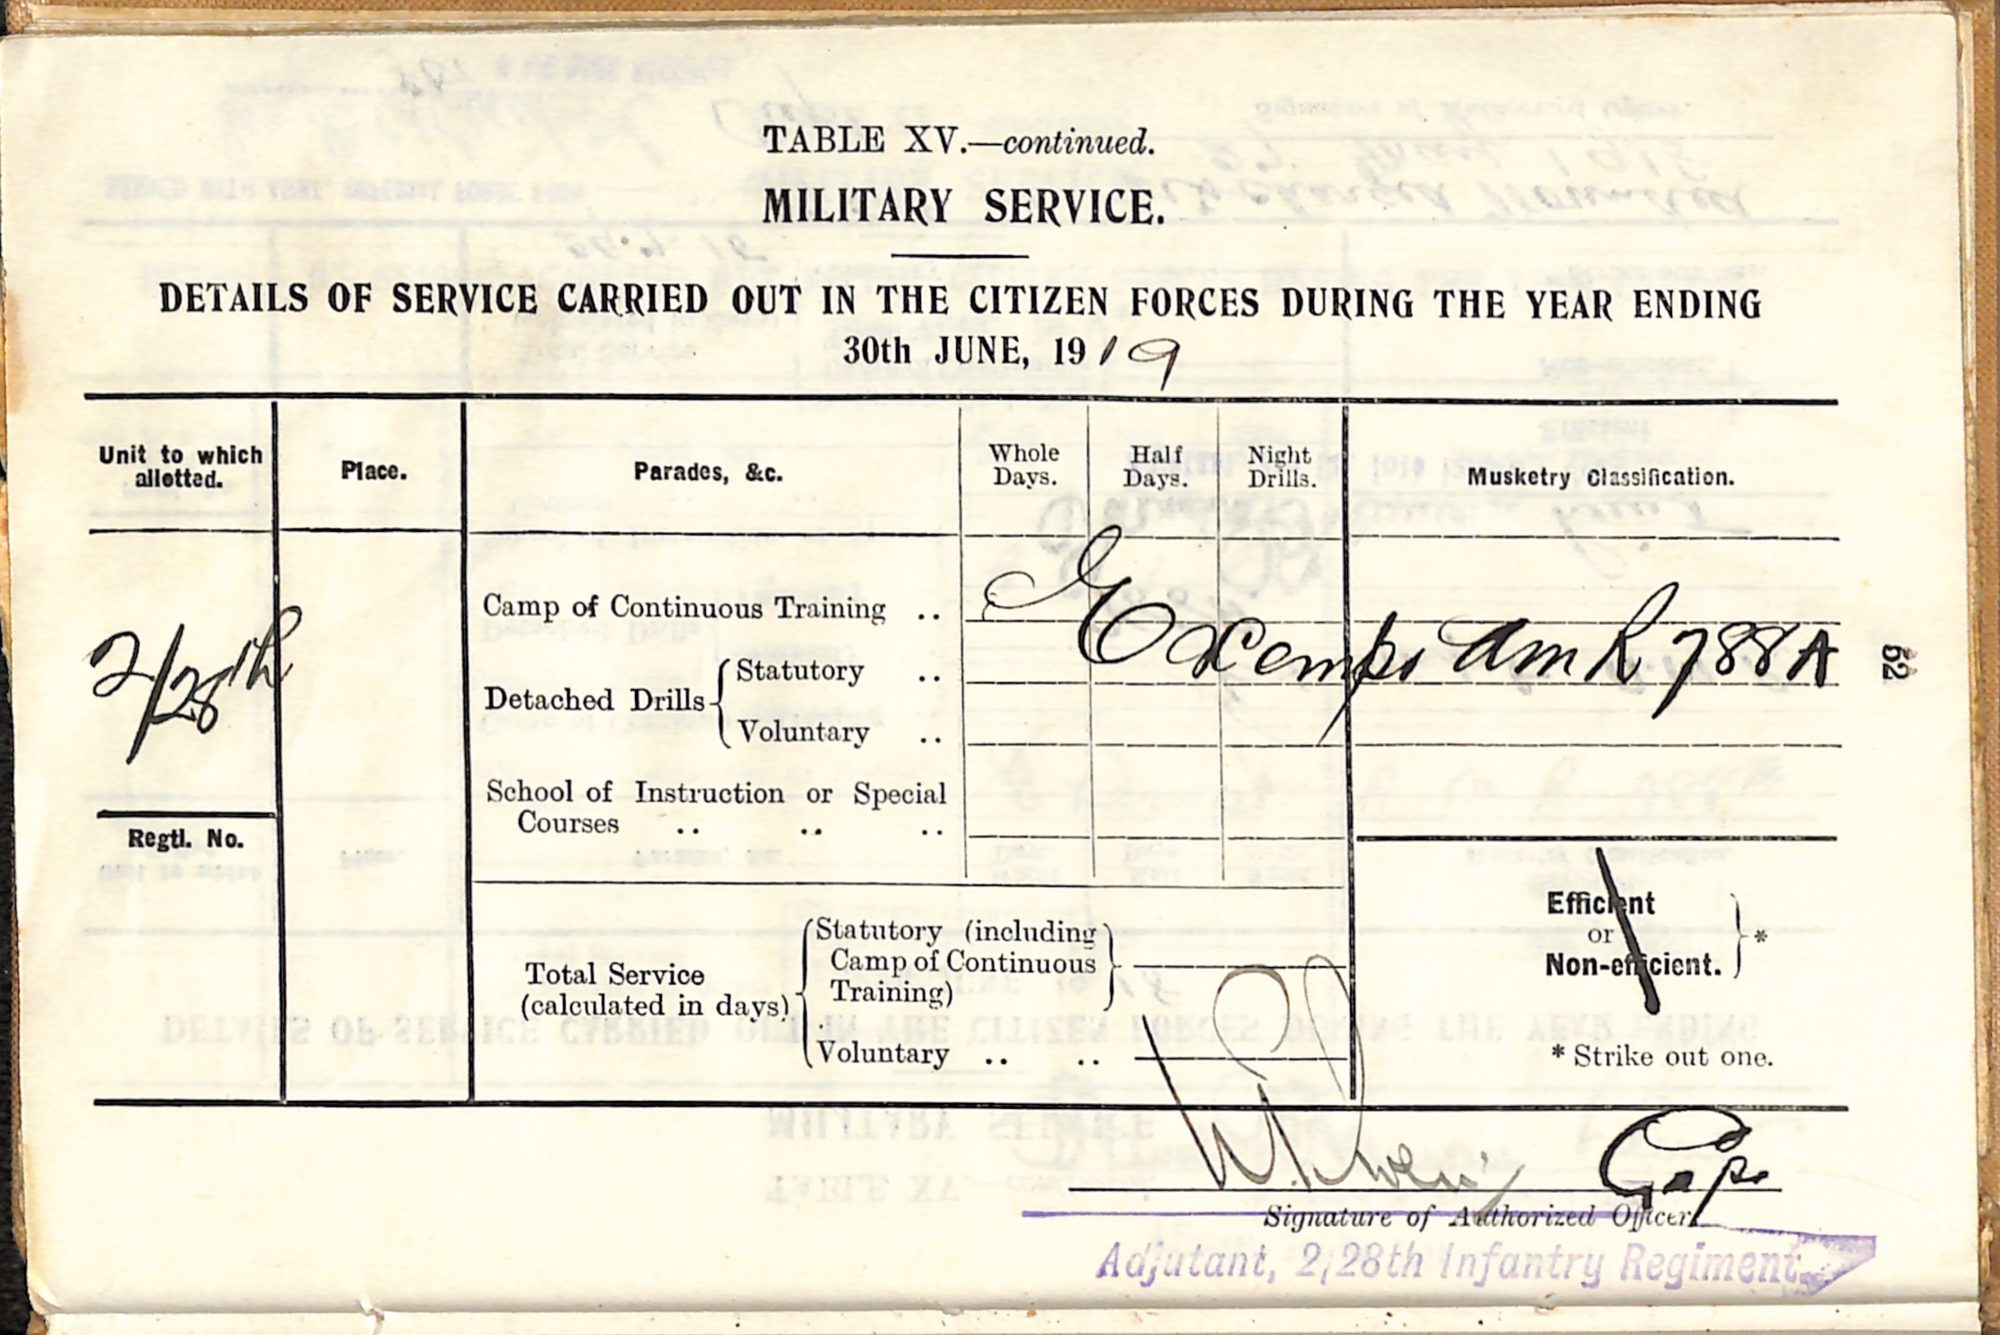 TABLE XV.—continued.
MILITARY SERVICE.
DETAILS OF SERVICE CARRIED OUT IN THE CITIZEN FORCES DURING THE YEAR ENDING
30th JUNE, 1919
Unit to which allotted.
Place.
Parades, &c.
Whole Days.
Half Days.
Night Drills.
Musketry Classification.
2/28th
Camp of Continuous Training ..
Exempt AMR 788A
Detached Drills
Statutory ..
Voluntary ..
School of Instruction or Special
Courses .. .. ..
Regtl. No.
Total Service
(calculated in days)
Statutory (including
Camp of Continuous
Training)
Voluntary .. ..
Efficient
or
Non-efficient.
*
* Strike out one.
Capt
Signature of Authorized Officer.
Adjutant, 2/28th Infantry Regiment
52